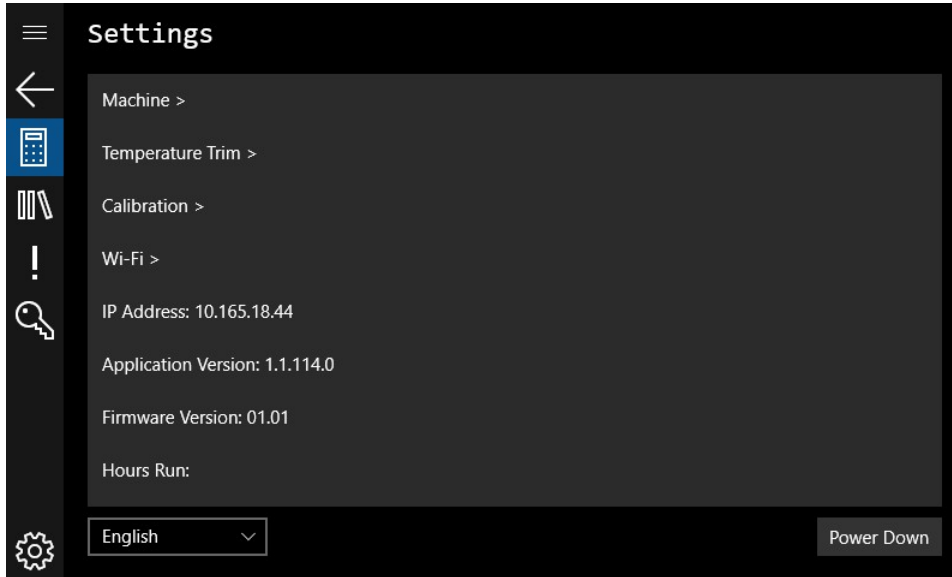 Settings
Machine >
Temperature Trim >
Calibration >
Wi-Fi >
IP Address: 10.165.18.44
Application Version: 1.1.114.0
Firmware Version: 01.01
Hours Run:
English
Power Down